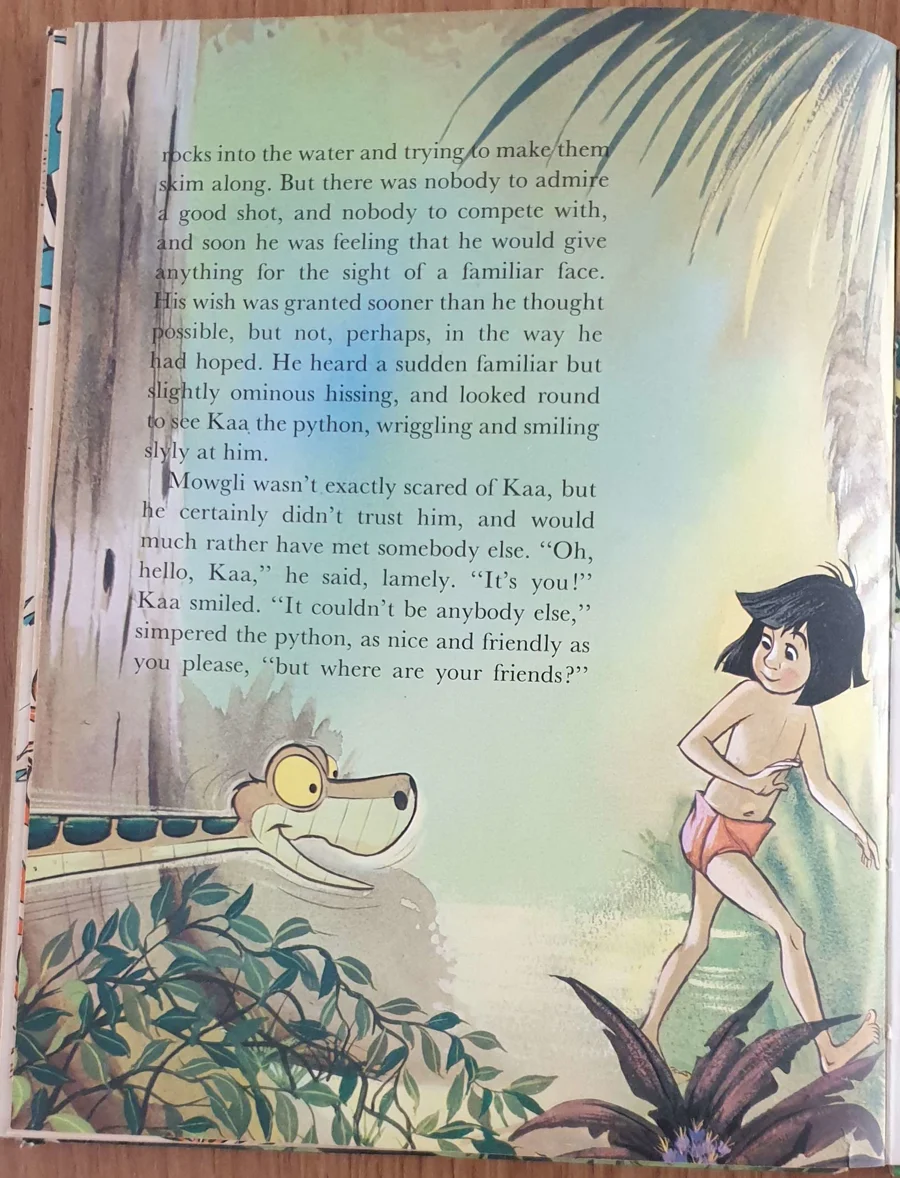 rocks into the water and trying to make them
skim along. But there was nobody to admire
a good shot, and nobody to compete with,
and soon he was feeling that he would give
anything for the sight of a familiar face.
His wish was granted sooner than he thought
possible, but not, perhaps, in the way he
had hoped. He heard a sudden familiar but
slightly ominous hissing, and looked round
to see Kaa the python, wriggling and smiling
slyly at him.
Mowgli wasn't exactly scared of Kaa, but
he certainly didn't trust him, and would
much rather have met somebody else. “Oh,
hello, Kaa,” he said, lamely. “It's you!”
Kaa smiled. “It couldn't be anybody else,”
simpered the python, as nice and friendly as
you please, “but where are your friends?”